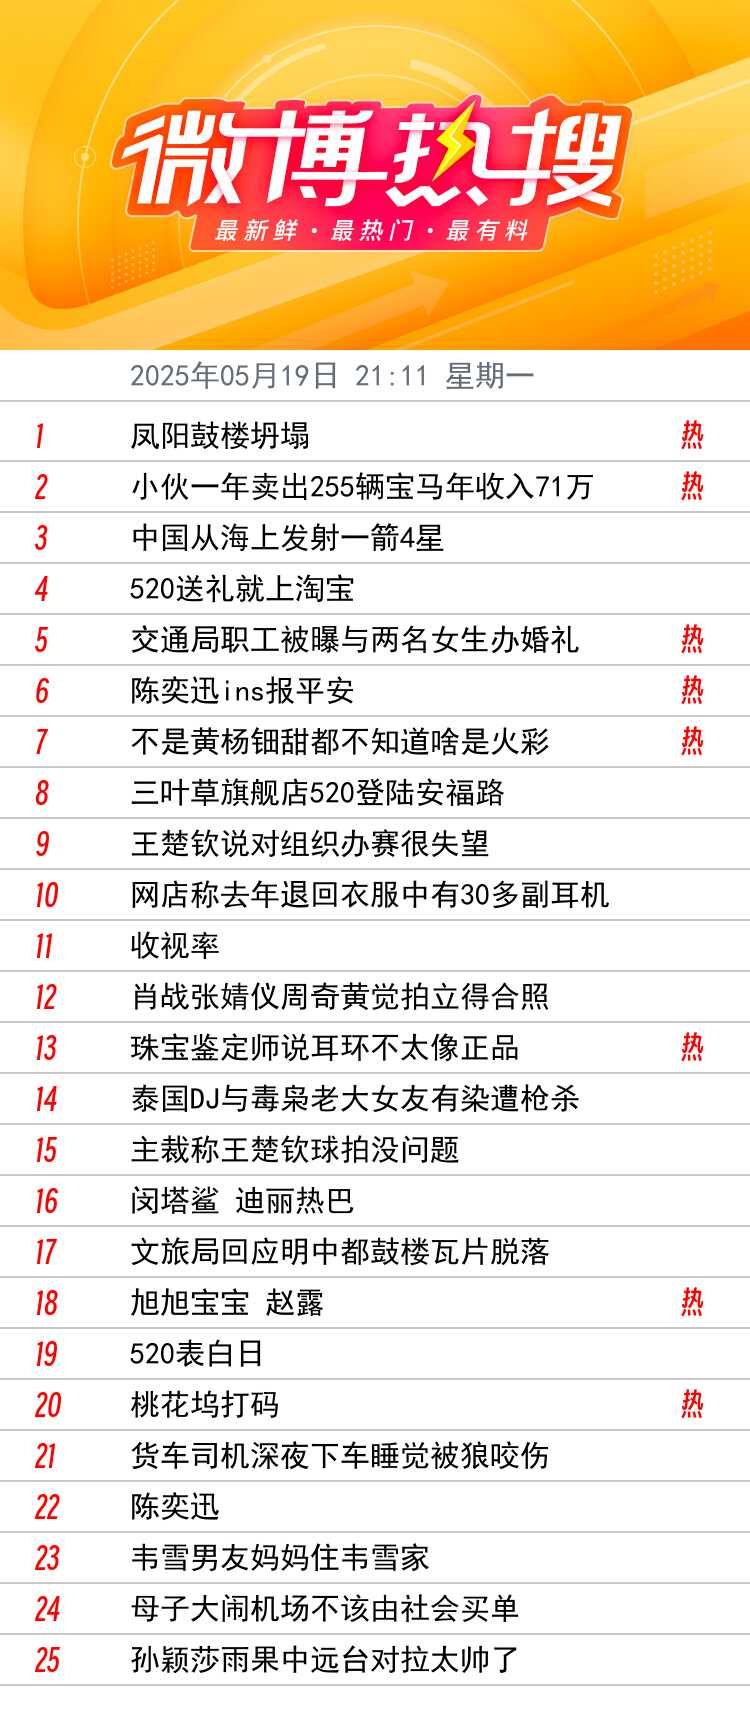 微博热搜
最新鲜·最热门·最有料
2025年05月19日 21:11 星期一
1 凤阳鼓楼坍塌 热
2 小伙一年卖出255辆宝马年收入71万 热
3 中国从海上发射一箭4星
4 520送礼就上淘宝
5 交通局职工被曝与两名女生办婚礼 热
6 陈奕迅ins报平安 热
7 不是黄杨钿甜都不知道啥是火彩 热
8 三叶草旗舰店520登陆安福路
9 王楚钦说对组织办赛很失望
10 网店称去年退回衣服中有30多副耳机
11 收视率
12 肖战张婧仪周奇黄觉拍立得合照
13 珠宝鉴定师说耳环不太像正品 热
14 泰国DJ与毒枭老大女友有染遭枪杀
15 主裁称王楚钦球拍没问题
16 闵塔鲨 迪丽热巴
17 文旅局回应明中都鼓楼瓦片脱落
18 旭旭宝宝 赵露 热
19 520表白日
20 桃花坞打码 热
21 货车司机深夜下车睡觉被狼咬伤
22 陈奕迅
23 韦雪男友妈妈住韦雪家
24 母子大闹机场不该由社会买单
25 孙颖莎雨果中远台对拉太帅了